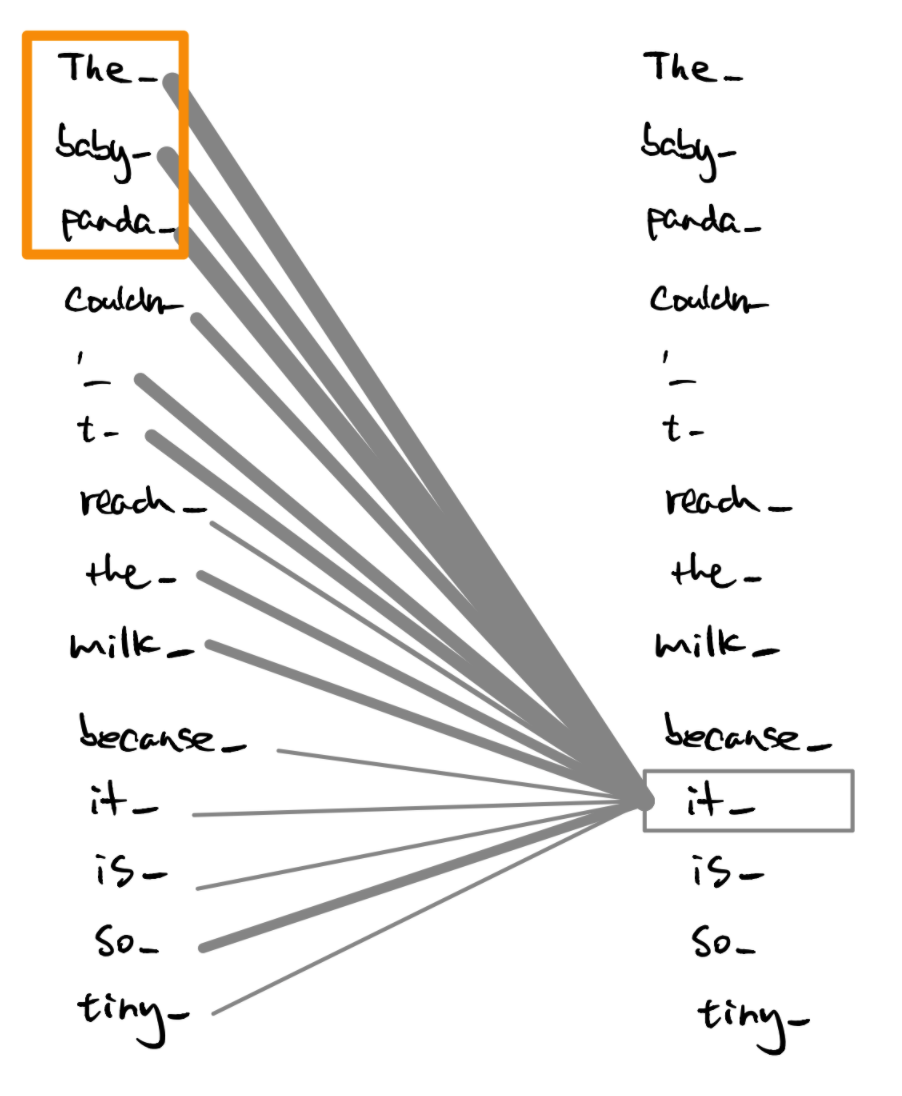 The_
baby_
panda_
Couldn_
'_
t_
reach_
the_
milk_
because_
it_
is_
so_
tiny_
The_
baby_
panda_
Couldn_
'_
t_
reach_
the_
milk_
because_
it_
is_
so_
tiny_